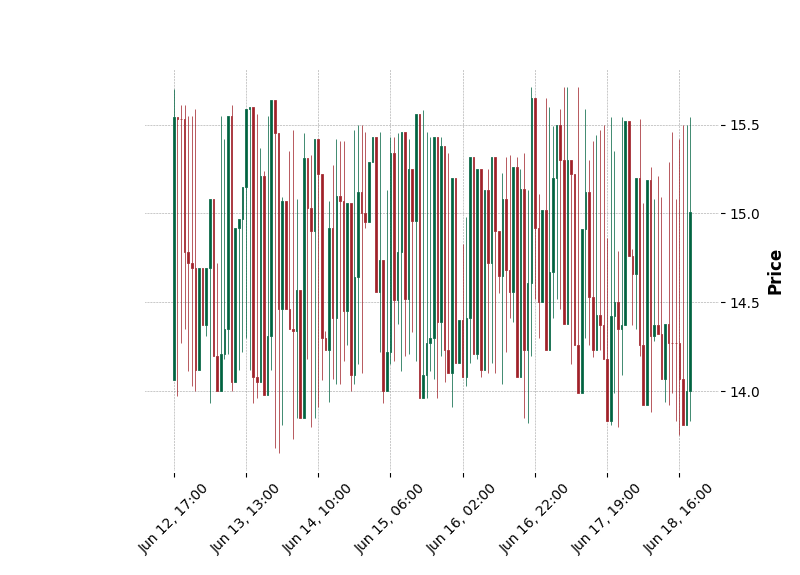 15.5
15.0
14.5
14.0
Price
Jun 12, 17:00
Jun 13, 13:00
Jun 14, 10:00
Jun 15, 06:00
Jun 16, 02:00
Jun 16, 22:00
Jun 17, 19:00
Jun 18, 16:00